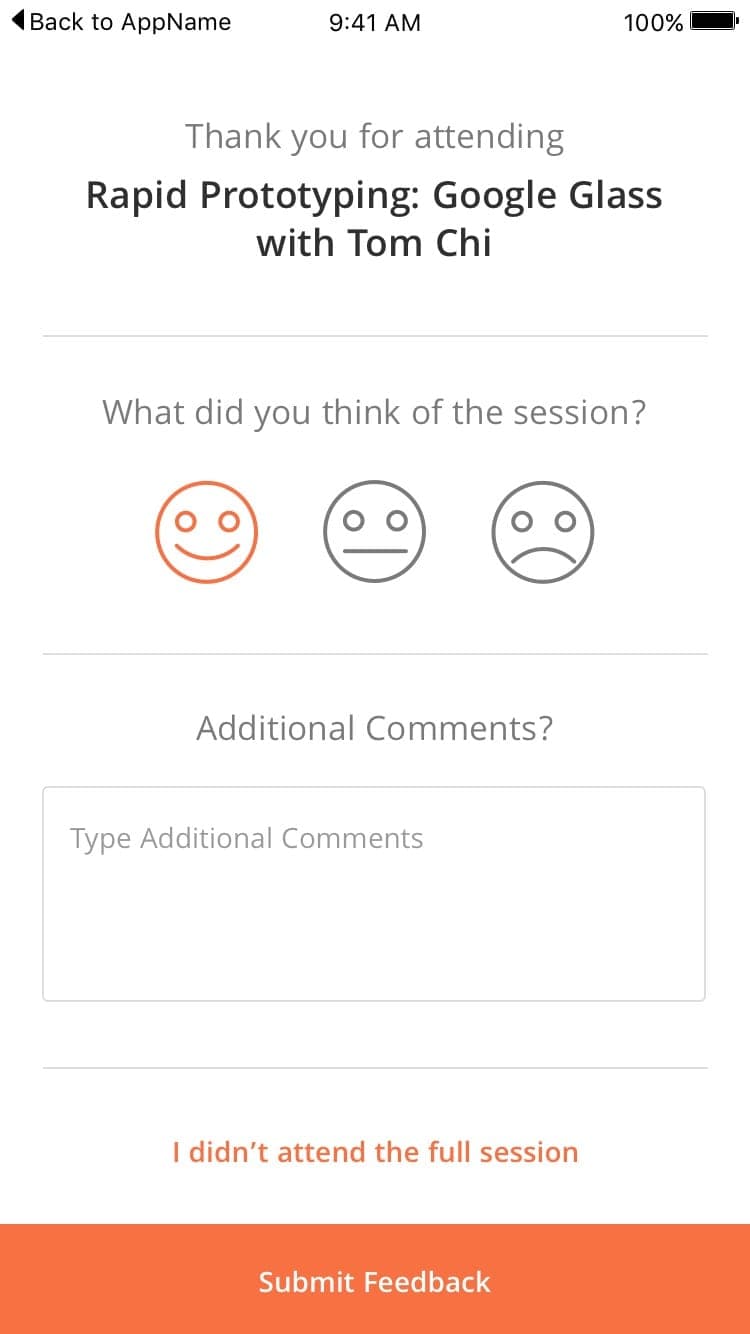 Back to AppName
9:41 AM
100%
Thank you for attending
Rapid Prototyping: Google Glass
with Tom Chi
What did you think of the session?
Additional Comments?
Type Additional Comments
I didn’t attend the full session
Submit Feedback